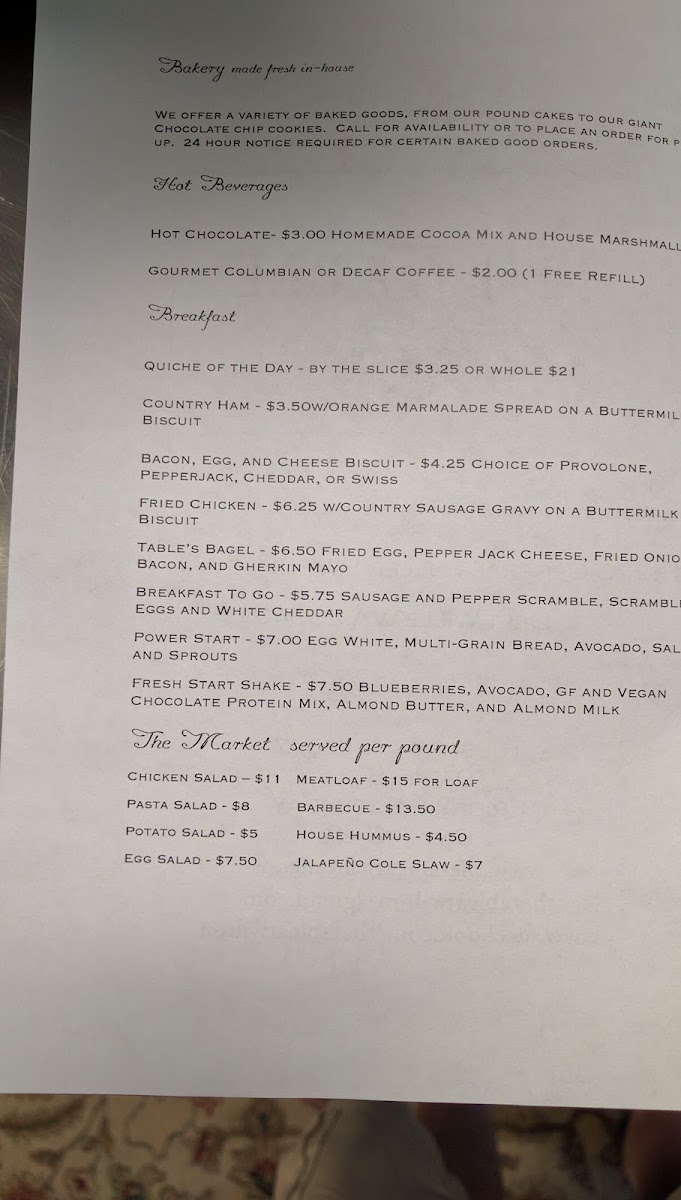 Bakery made fresh in-house
WE OFFER A VARIETY OF BAKED GOODS, FROM OUR POUND CAKES TO OUR GIANT
CHOCOLATE CHIP COOKIES. CALL FOR AVAILABILITY OR TO PLACE AN ORDER FOR P
UP. 24 HOUR NOTICE REQUIRED FOR CERTAIN BAKED GOOD ORDERS.
Hot Beverages
HOT CHOCOLATE- $3.00 HOMEMADE COCOA MIX AND HOUSE MARSHMALL
GOURMET COLUMBIAN OR DECAF COFFEE - $2.00 (1 FREE REFILL)
Breakfast
QUICHE OF THE DAY - BY THE SLICE $3.25 OR WHOLE $21
COUNTRY HAM - $3.50W/ORANGE MARMALADE SPREAD ON A BUTTERMIL
BISCUIT
BACON, EGG, AND CHEESE BISCUIT - $4.25 CHOICE OF PROVOLONE,
PEPPERJACK, CHEDDAR, OR SWISS
FRIED CHICKEN - $6.25 W/COUNTRY SAUSAGE GRAVY ON A BUTTERMILK
BISCUIT
TABLE'S BAGEL - $6.50 FRIED EGG, PEPPER JACK CHEESE, FRIED ONIO
BACON, AND GHERKIN MAYO
BREAKFAST TO GO - $5.75 SAUSAGE AND PEPPER SCRAMBLE, SCRAMBL
EGGS AND WHITE CHEDDAR
POWER START - $7.00 EGG WHITE, MULTI-GRAIN BREAD, AVOCADO, SAL
AND SPROUTS
FRESH START SHAKE - $7.50 BLUEBERRIES, AVOCADO, GF AND VEGAN
CHOCOLATE PROTEIN MIX, ALMOND BUTTER, AND ALMOND MILK
The Market served per pound
CHICKEN SALAD – $11 MEATLOAF - $15 FOR LOAF
PASTA SALAD - $8 BARBECUE - $13.50
POTATO SALAD - $5 HOUSE HUMMUS - $4.50
EGG SALAD - $7.50 JALAPEÑO COLE SLAW - $7